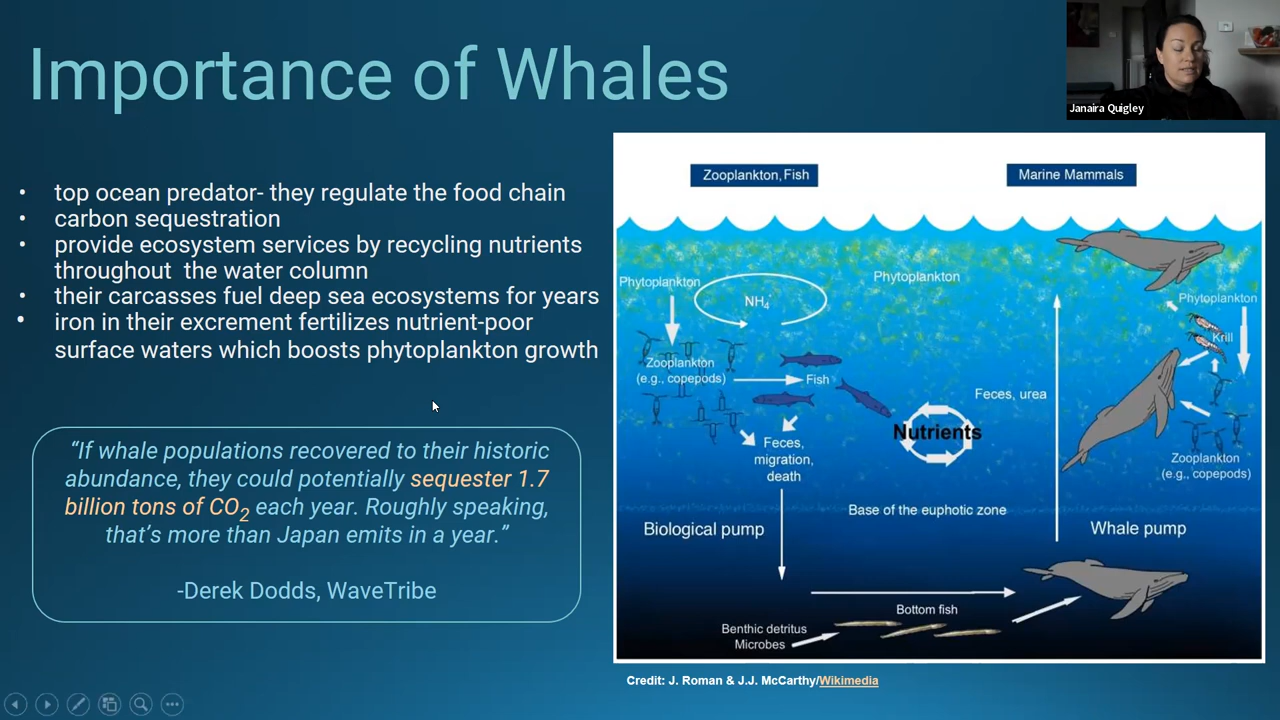 Importance of Whales
Janaira Quigley
• top ocean predator- they regulate the food chain
• carbon sequestration
• provide ecosystem services by recycling nutrients
throughout the water column
• their carcasses fuel deep sea ecosystems for years
• iron in their excrement fertilizes nutrient-poor
surface waters which boosts phytoplankton growth
“If whale populations recovered to their historic
abundance, they could potentially sequester 1.7
billion tons of CO2 each year. Roughly speaking,
that’s more than Japan emits in a year.”
-Derek Dodds, WaveTribe
Zooplankton, Fish
Marine Mammals
Phytoplankton
NH4
Phytoplankton
Phytoplankton
Krill
Zooplankton
(e.g., copepods)
Fish
Feces, urea
Nutrients
Feces,
migration,
death
Zooplankton
(e.g., copepods)
Base of the euphotic zone
Biological pump
Whale pump
Bottom fish
Benthic detritus
Microbes
Credit: J. Roman & J.J. McCarthy/Wikimedia